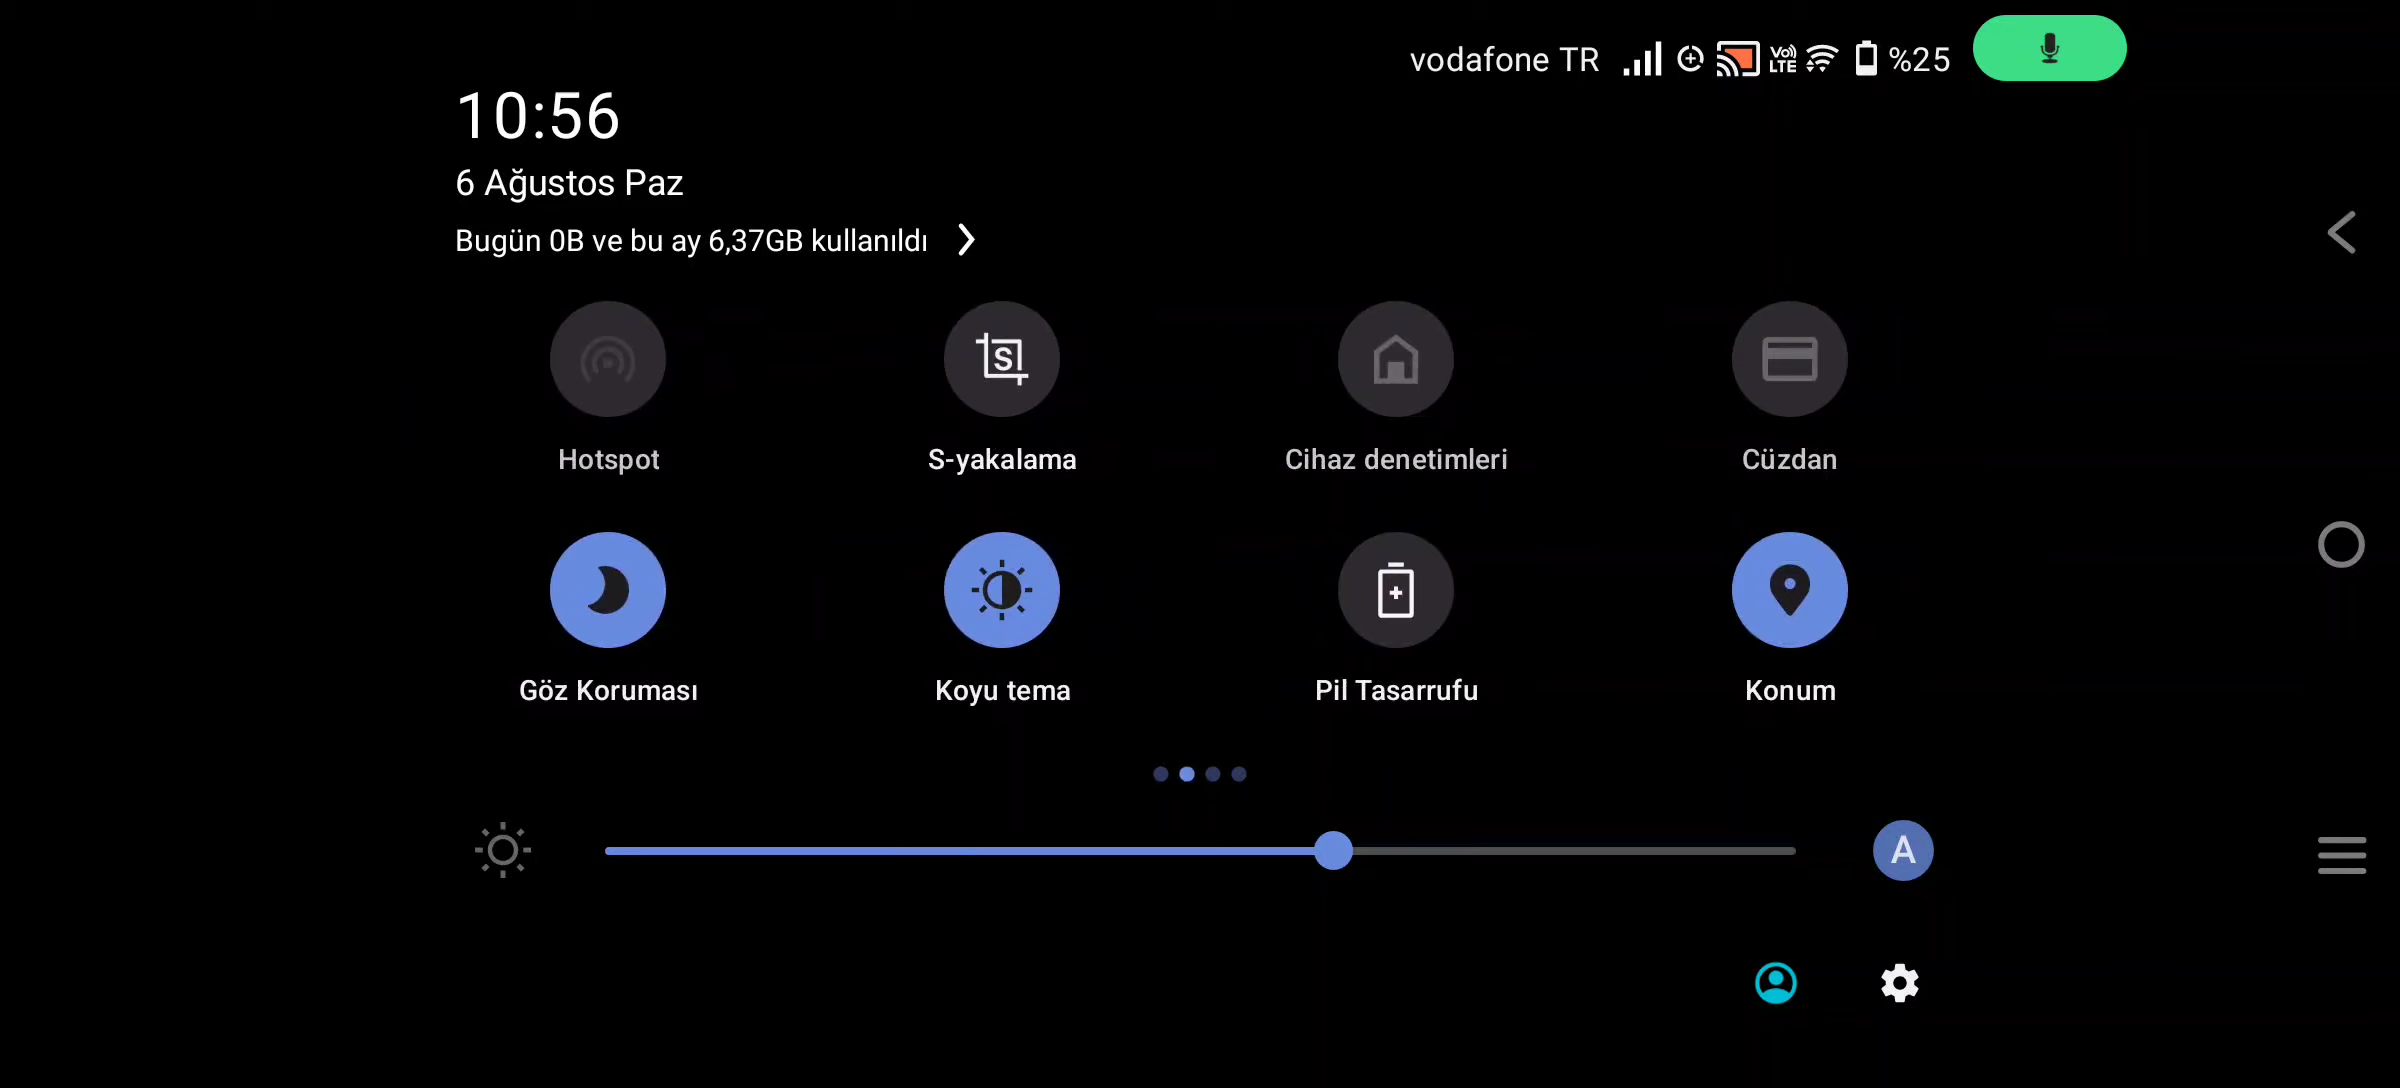 vodafone TR VoLTE %25
10:56
6 Ağustos Paz
Bugün 0B ve bu ay 6,37GB kullanıldı
Hotspot S-yakalama Cihaz denetimleri Cüzdan
Göz Koruması Koyu tema Pil Tasarrufu Konum
A